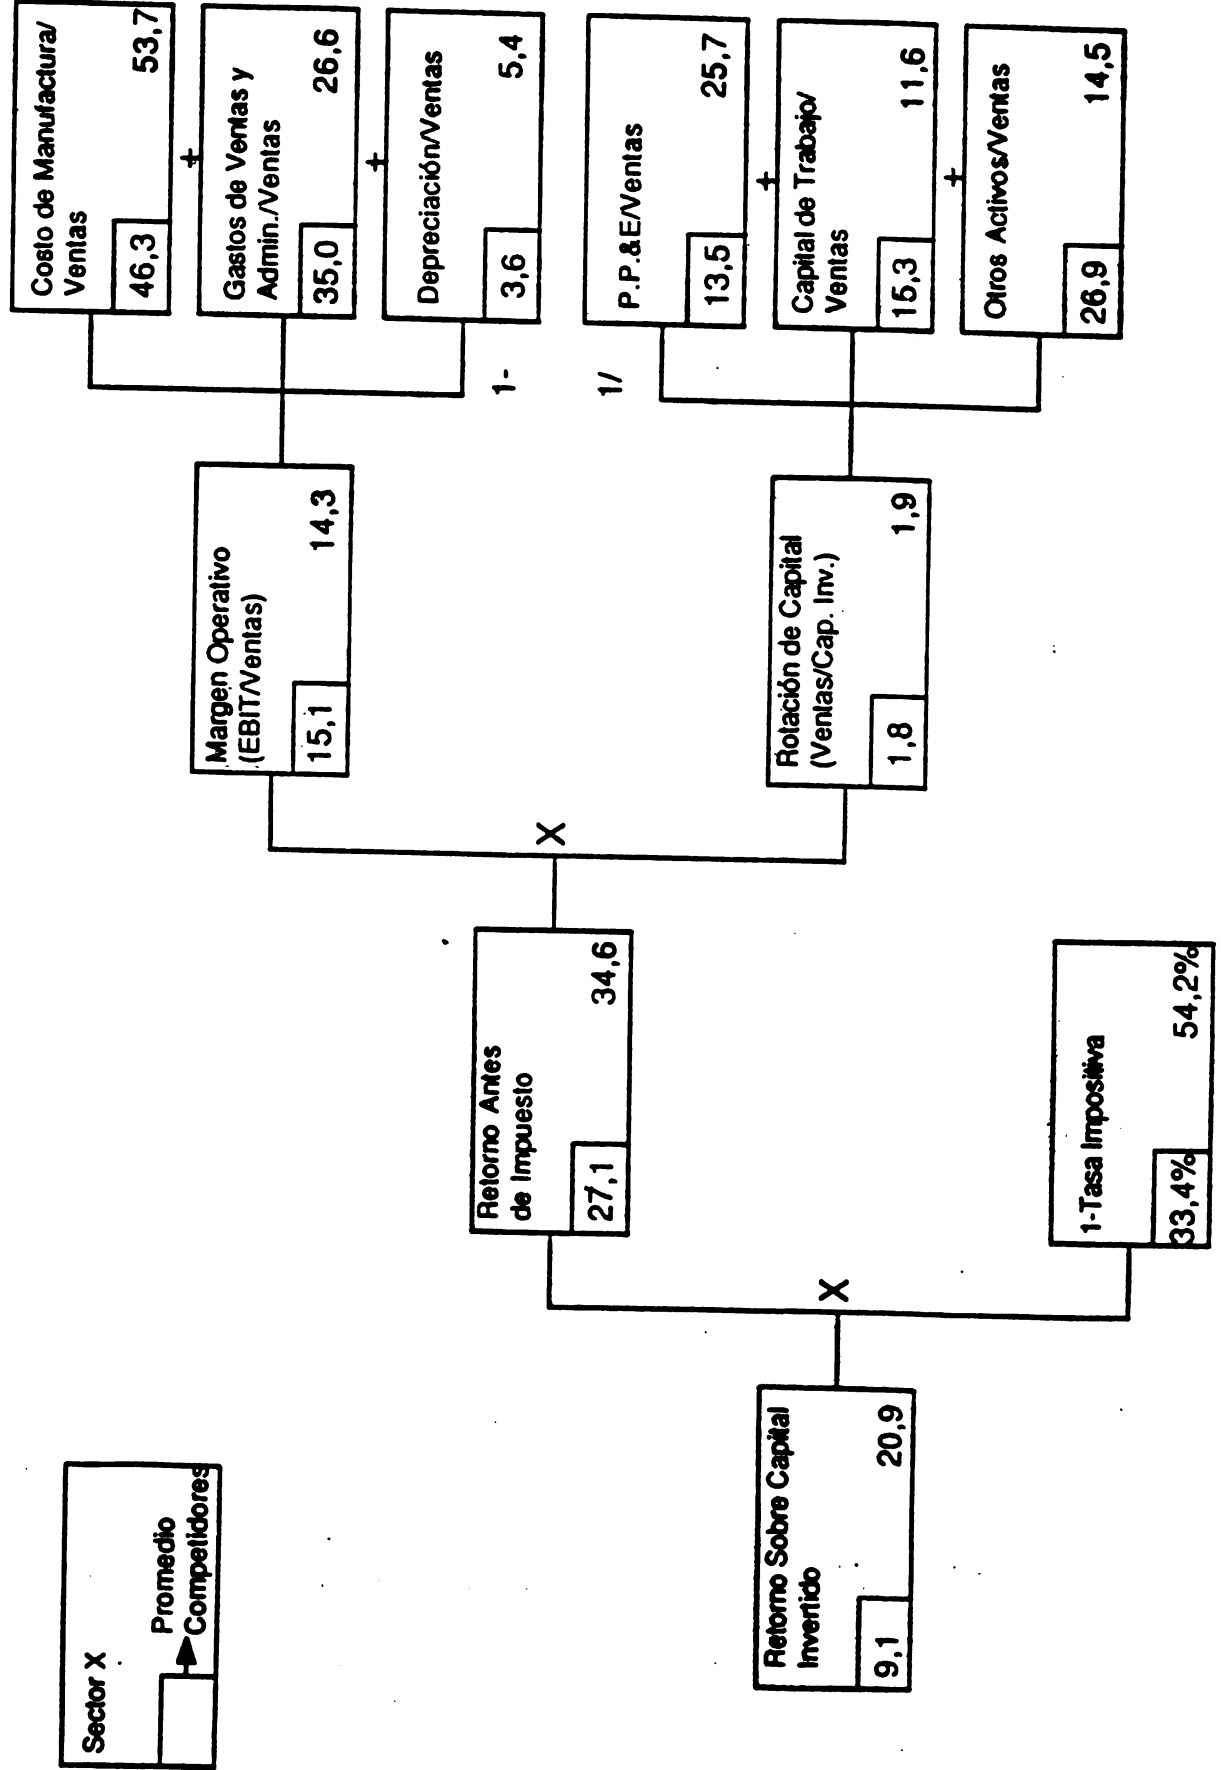 Sector X
Promedio
Competidores
Retorno Sobre Capital
Invertido
9,1
20,9
X
Retorno Antes
de Impuesto
27,1
34,6
1-Tasa Impositiva
33,4%
54,2%
X
Margen Operativo
(EBIT/Ventas)
15,1
14,3
Rotación de Capital
(Ventas/Cap. Inv.)
1,8
1,9
1-
1/
Costo de Manufactura/
Ventas
46,3
53,7
+
Gastos de Ventas y
Admin./Ventas
35,0
26,6
+
Depreciación/Ventas
3,6
5,4
P.P.&E/Ventas
13,5
25,7
+
Capital de Trabajo/
Ventas
15,3
11,6
+
Otros Activos/Ventas
26,9
14,5